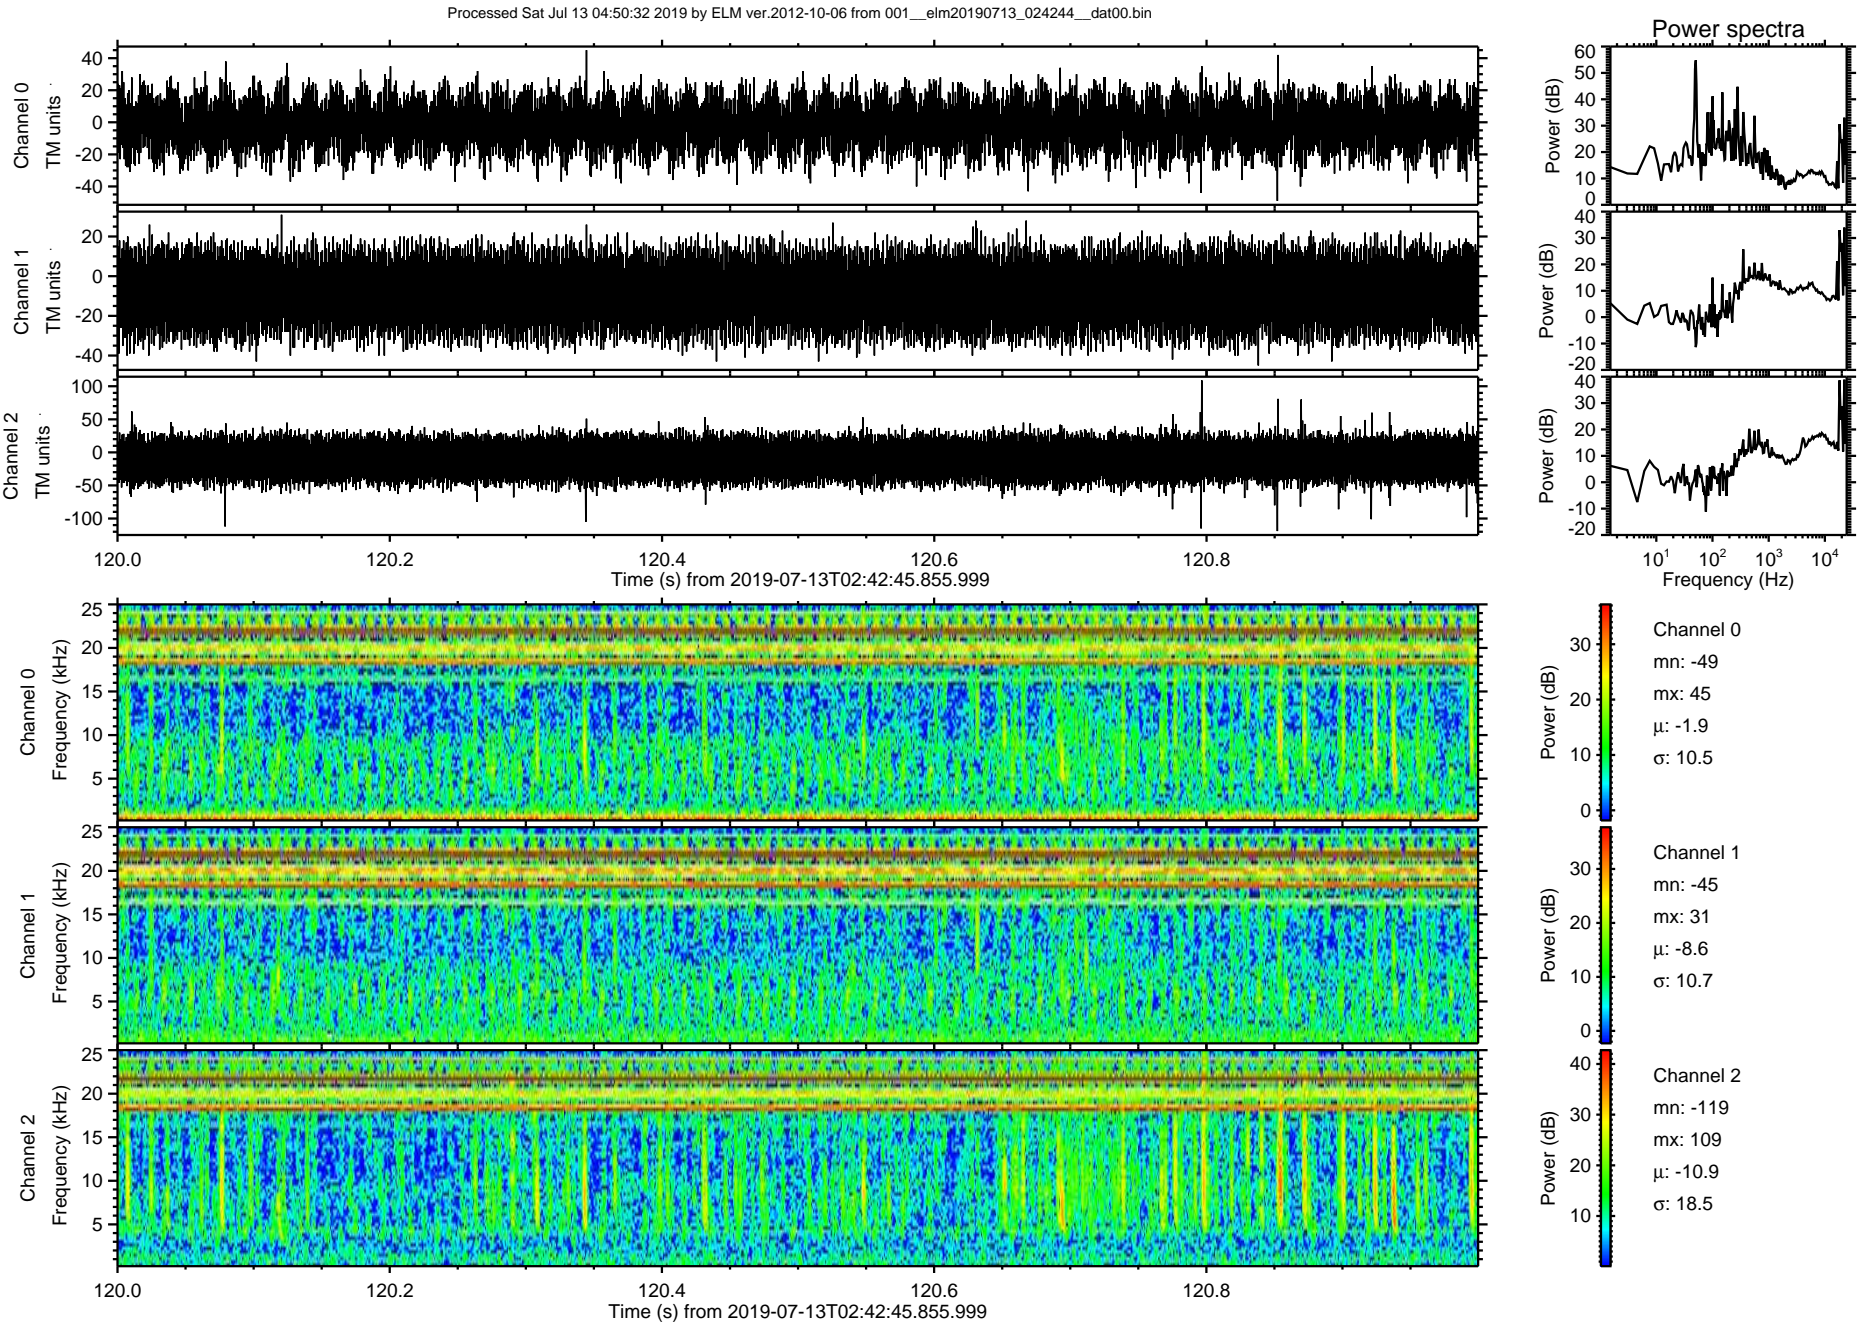 Processed Sat Jul 13 04:50:32 2019 by ELM ver.2012-10-06 from 001__elm20190713_024244__dat00.bin
Power spectra
Channel 0
TM units
40
20
0
-20
-40
Power (dB)
60
50
40
30
20
10
0
Channel 1
TM units
20
0
-20
-40
Power (dB)
40
30
20
10
0
-10
-20
Channel 2
TM units
100
50
0
-50
-100
Power (dB)
40
30
20
10
0
-10
-20
120.0 120.2 120.4 120.6 120.8
Time (s) from 2019-07-13T02:42:45.855.999
10^1 10^2 10^3 10^4
Frequency (Hz)
Channel 0
Frequency (kHz)
25
20
15
10
5
Power (dB)
30
20
10
0
Channel 0
mn: -49
mx: 45
μ: -1.9
σ: 10.5
Channel 1
Frequency (kHz)
25
20
15
10
5
Power (dB)
30
20
10
0
Channel 1
mn: -45
mx: 31
μ: -8.6
σ: 10.7
Channel 2
Frequency (kHz)
25
20
15
10
5
Power (dB)
40
30
20
10
Channel 2
mn: -119
mx: 109
μ: -10.9
σ: 18.5
120.0 120.2 120.4 120.6 120.8
Time (s) from 2019-07-13T02:42:45.855.999